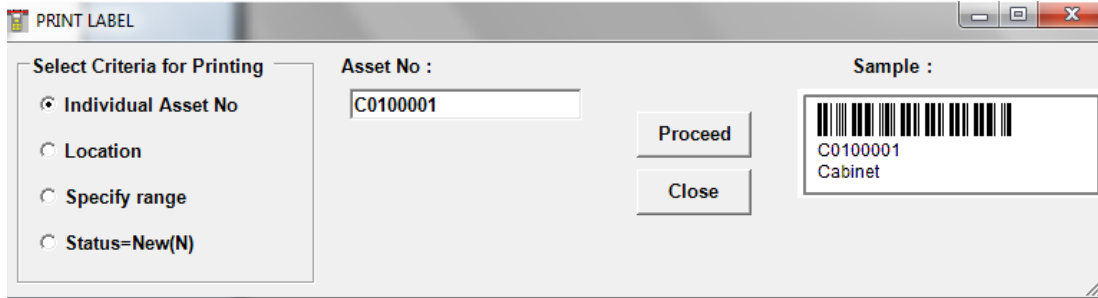 PRINT LABEL
Select Criteria for Printing
Individual Asset No
Location
Specify range
Status=New(N)
Asset No :
C0100001
Proceed
Close
Sample :
C0100001
Cabinet